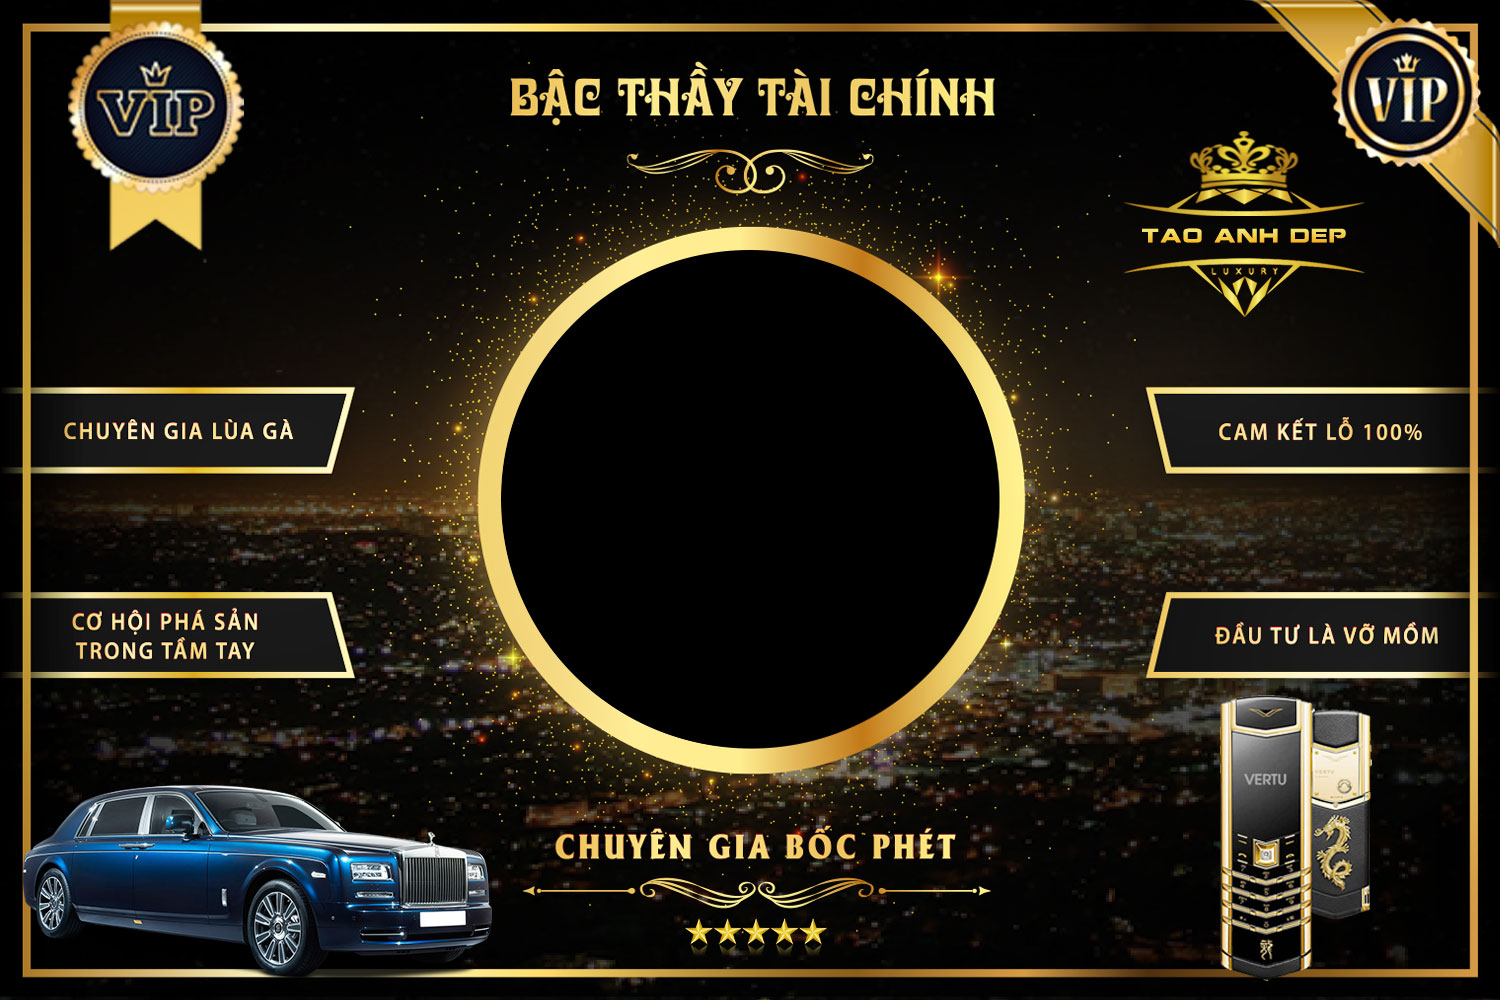 VIP
BẬC THẦY TÀI CHÍNH
VIP
TAO ANH DEP
LUXURY
CHUYÊN GIA LÙA GÀ
CAM KẾT LỖ 100%
CƠ HỘI PHÁ SẢN
TRONG TẦM TAY
ĐẦU TƯ LÀ VỠ MỒM
VERTU
VERTU
CHUYÊN GIA BỐC PHÉT